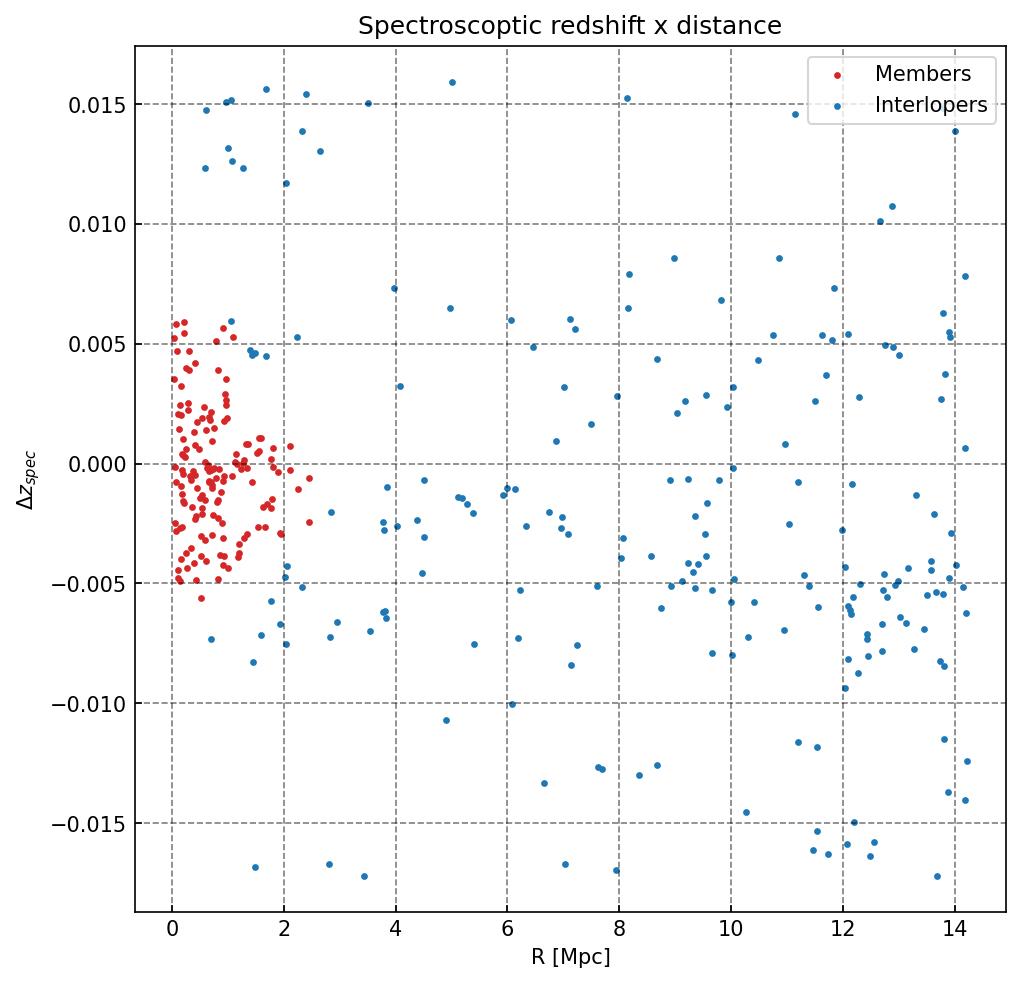 Spectroscoptic redshift x distance
Members
Interlopers
0.015
0.010
0.005
0.000
−0.005
−0.010
−0.015
Δz_spec
0 2 4 6 8 10 12 14
R [Mpc]